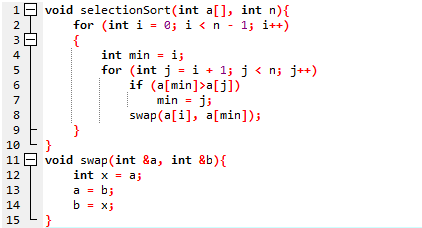 1 void selectionSort(int a[], int n){
2     for (int i = 0; i < n - 1; i++)
3     {
4         int min = i;
5         for (int j = i + 1; j < n; j++)
6             if (a[min]>a[j])
7                 min = j;
8             swap(a[i], a[min]);
9     }
10 }
11 void swap(int &a, int &b){
12     int x = a;
13     a = b;
14     b = x;
15 }